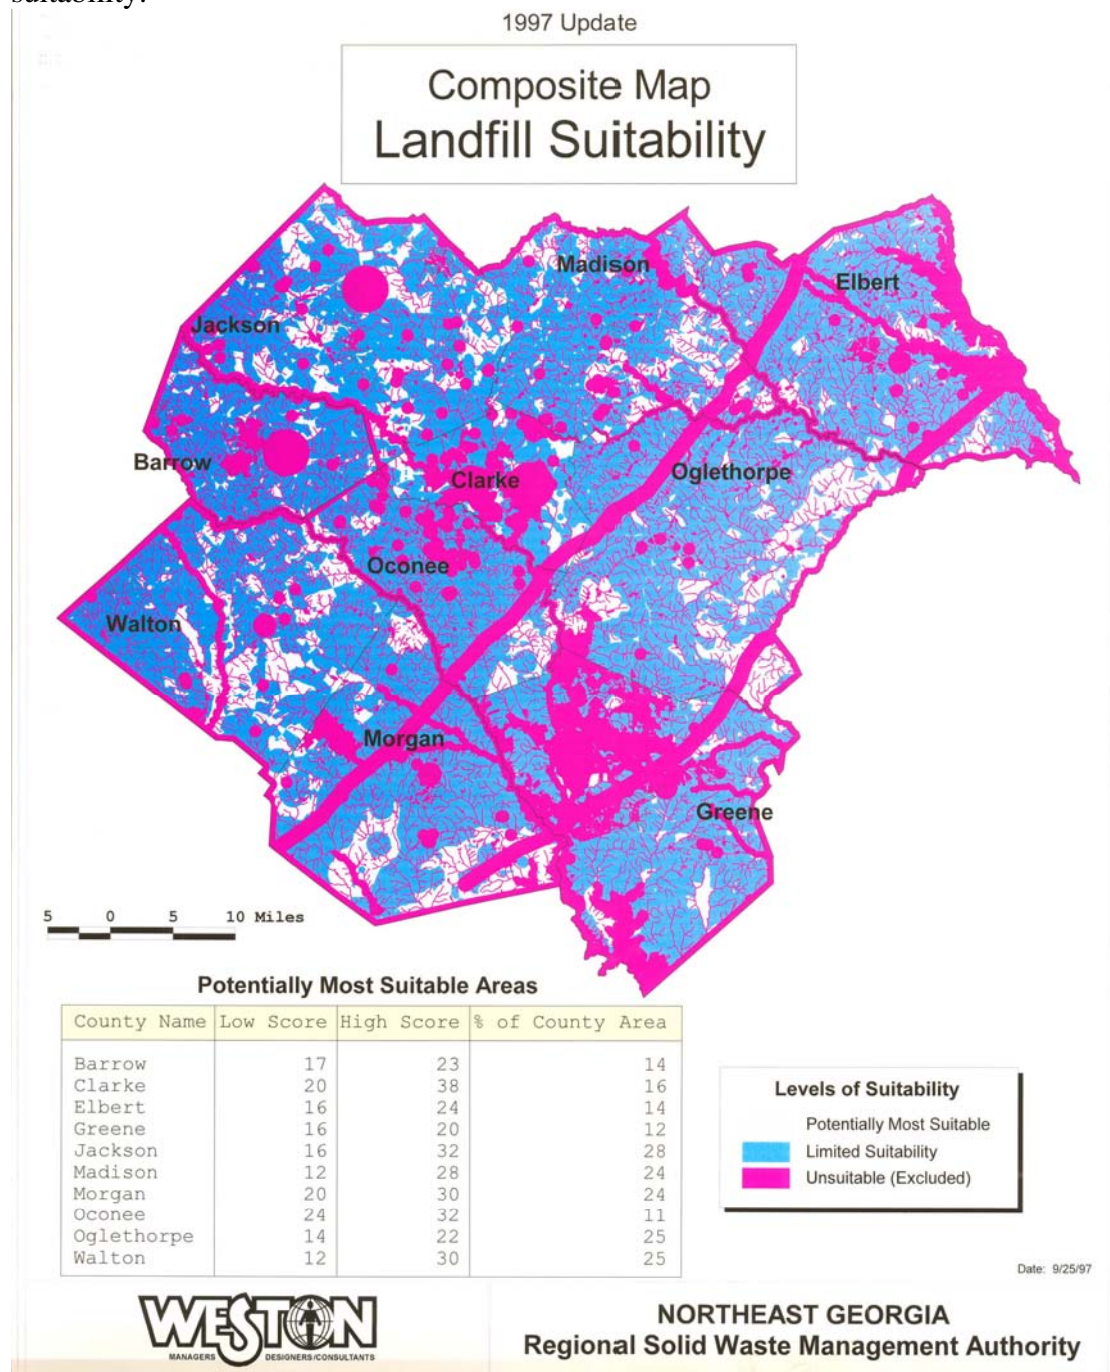 suitability.
1997 Update
Composite Map
Landfill Suitability
Madison
Elbert
Jackson
Barrow
Clarke
Oglethorpe
Oconee
Walton
Morgan
Greene
5 0 5 10 Miles
Potentially Most Suitable Areas
County Name Low Score High Score % of County Area
Barrow 17 23 14
Clarke 20 38 16
Elbert 16 24 14
Greene 16 20 12
Jackson 16 32 28
Madison 12 28 24
Morgan 20 30 24
Oconee 24 32 11
Oglethorpe 14 22 25
Walton 12 30 25
Levels of Suitability
Potentially Most Suitable
Limited Suitability
Unsuitable (Excluded)
Date: 9/25/97
WESTON
MANAGERS DESIGNERS/CONSULTANTS
NORTHEAST GEORGIA
Regional Solid Waste Management Authority